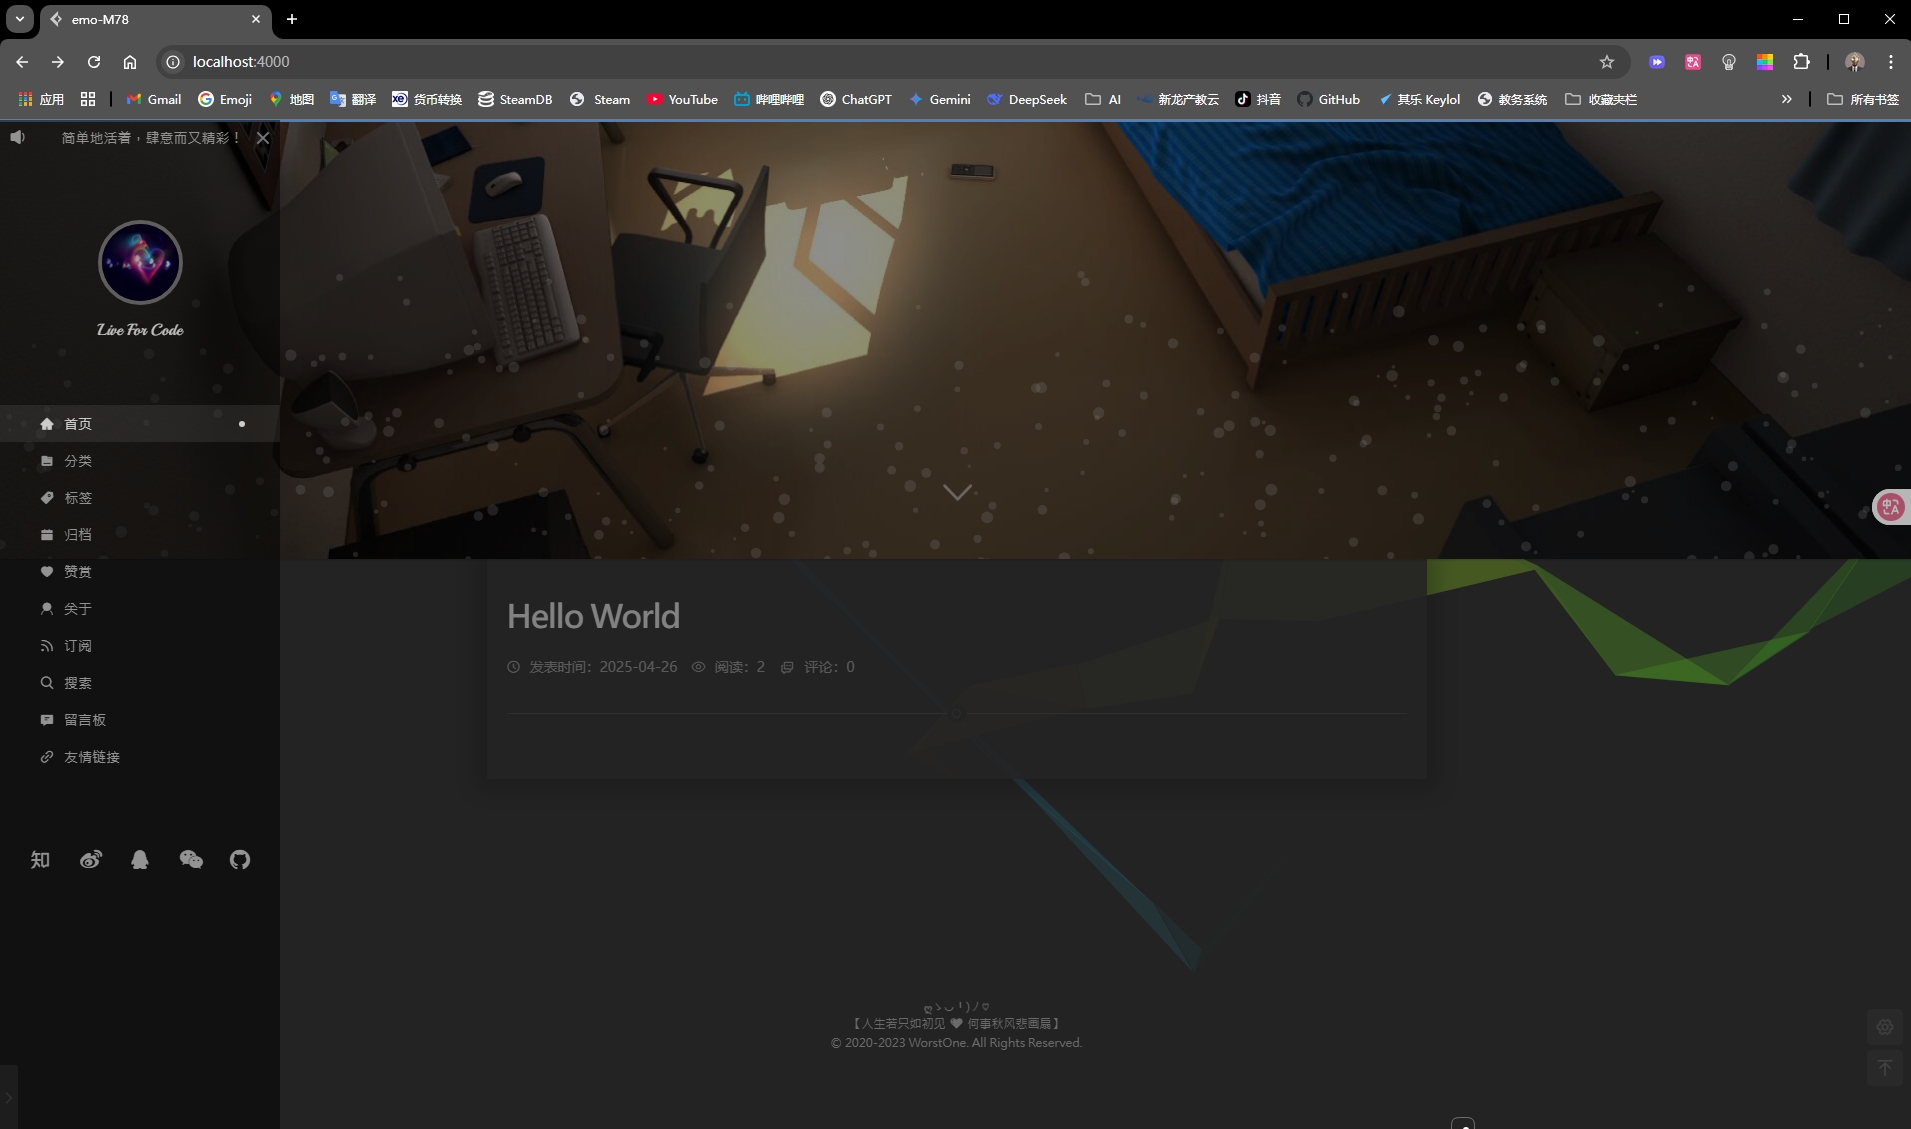 emo-M78
localhost:4000
应用 Gmail Emoji 地图 翻译 货币转换 SteamDB Steam YouTube 哔哩哔哩 ChatGPT Gemini DeepSeek AI 新龙产教云 抖音 GitHub 其乐 Keylol 教务系统 收藏夹栏 所有书签
简单地活着，肆意而又精彩！
Live For Code
首页
分类
标签
归档
赞赏
关于
订阅
搜索
留言板
友情链接
知
Hello World
发表时间：2025-04-26 阅读：2 评论：0
【人生若只如初见 ❤ 何事秋风悲画扇】
© 2020-2023 WorstOne. All Rights Reserved.